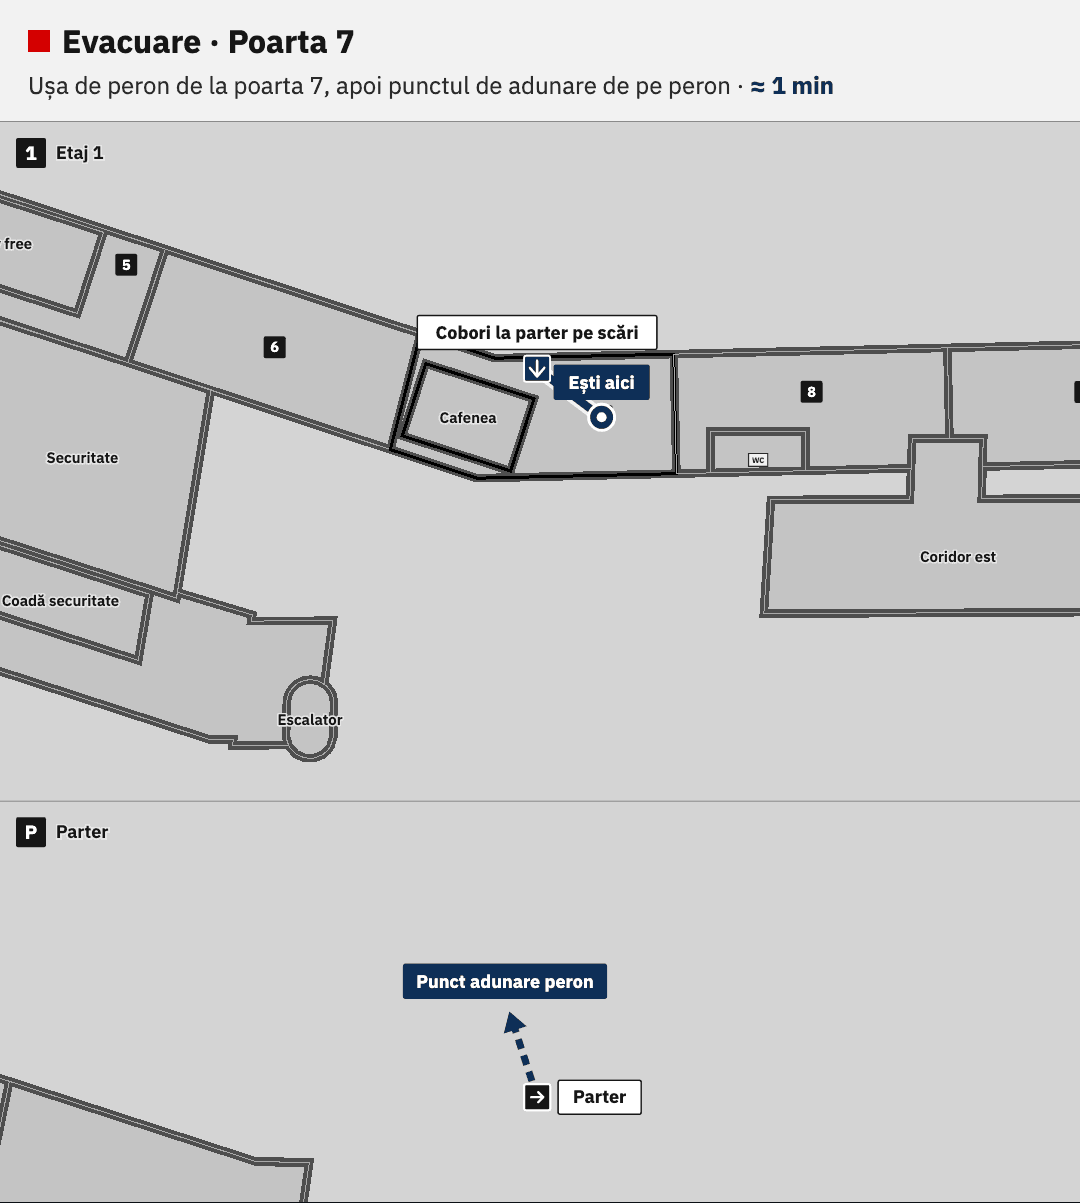 Evacuare · Poarta 7
Ușa de peron de la poarta 7, apoi punctul de adunare de pe peron · ≈ 1 min
1 Etaj 1
free
5
6
Cobori la parter pe scări
Ești aici
8
Cafenea
WC
Securitate
Coridor est
Coadă securitate
Escalator
P Parter
Punct adunare peron
Parter